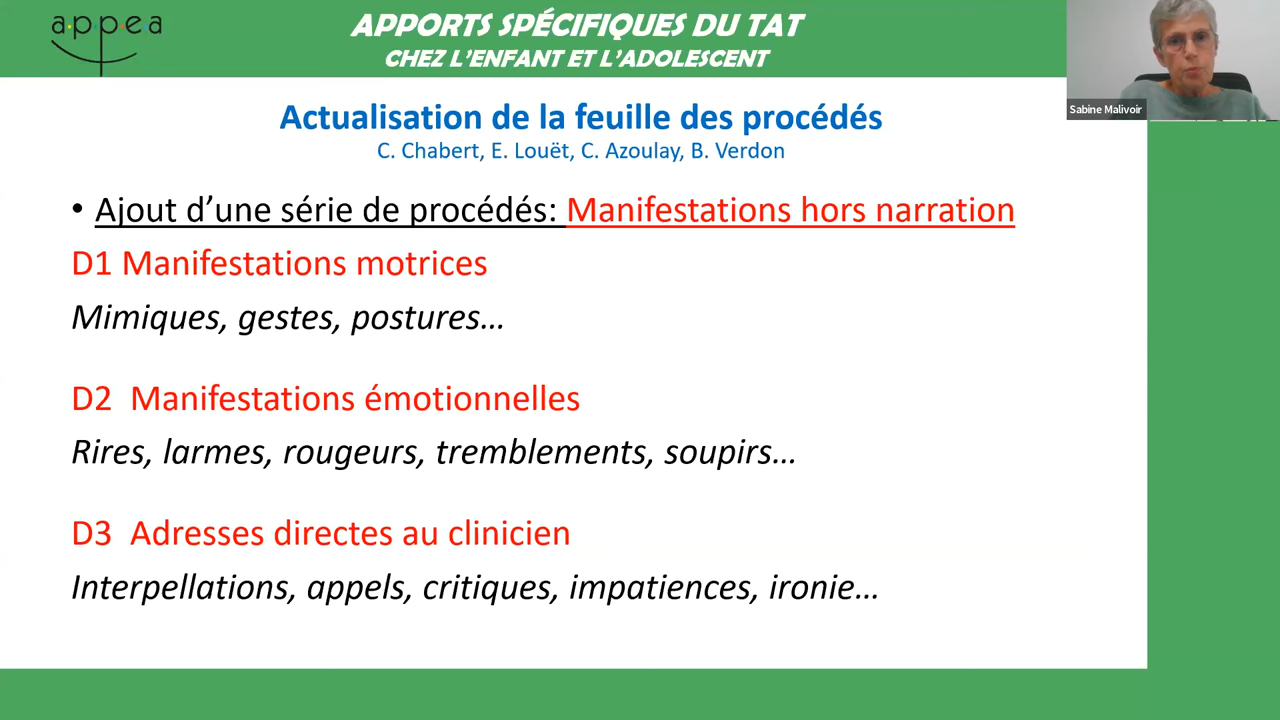 appea
APPORTS SPÉCIFIQUES DU TAT
CHEZ L'ENFANT ET L'ADOLESCENT
Sabine Malivoir
Actualisation de la feuille des procédés
C. Chabert, E. Louët, C. Azoulay, B. Verdon
• Ajout d'une série de procédés: Manifestations hors narration
D1 Manifestations motrices
Mimiques, gestes, postures…
D2 Manifestations émotionnelles
Rires, larmes, rougeurs, tremblements, soupirs…
D3 Adresses directes au clinicien
Interpellations, appels, critiques, impatiences, ironie…